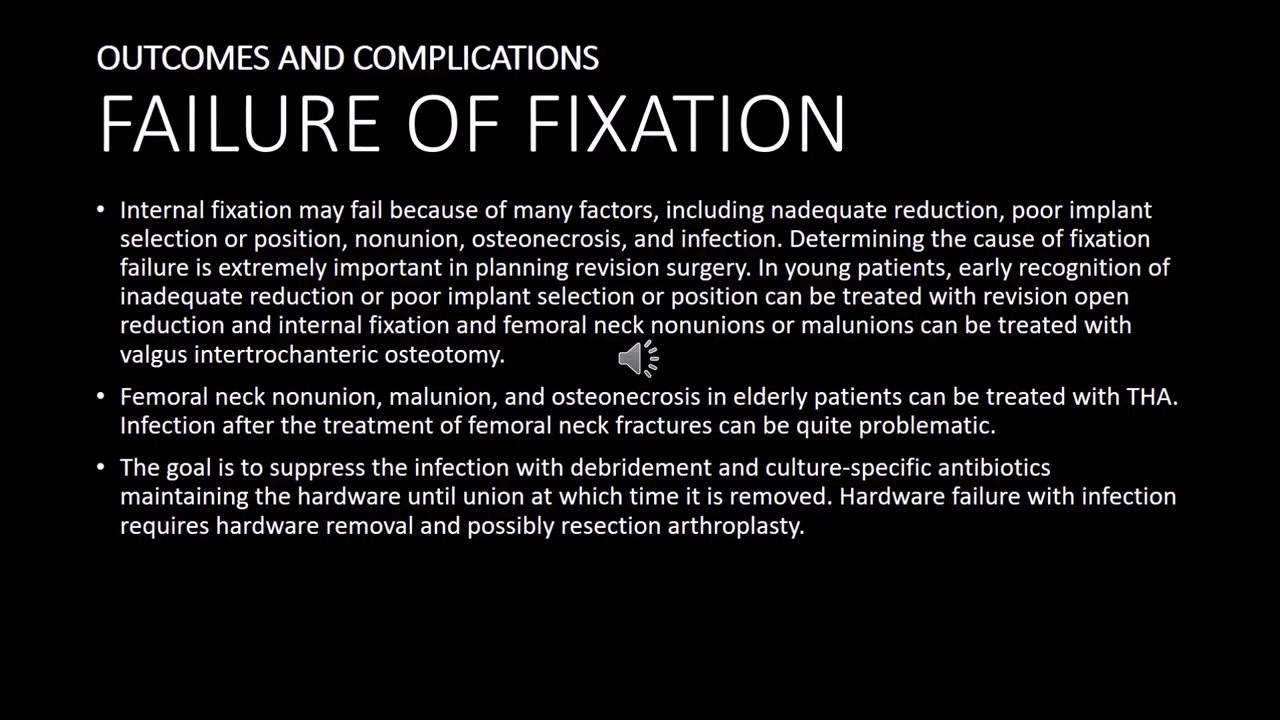 OUTCOMES AND COMPLICATIONS
FAILURE OF FIXATION
• Internal fixation may fail because of many factors, including nadequate reduction, poor implant
selection or position, nonunion, osteonecrosis, and infection. Determining the cause of fixation
failure is extremely important in planning revision surgery. In young patients, early recognition of
inadequate reduction or poor implant selection or position can be treated with revision open
reduction and internal fixation and femoral neck nonunions or malunions can be treated with
valgus intertrochanteric osteotomy.
• Femoral neck nonunion, malunion, and osteonecrosis in elderly patients can be treated with THA.
Infection after the treatment of femoral neck fractures can be quite problematic.
• The goal is to suppress the infection with debridement and culture-specific antibiotics
maintaining the hardware until union at which time it is removed. Hardware failure with infection
requires hardware removal and possibly resection arthroplasty.